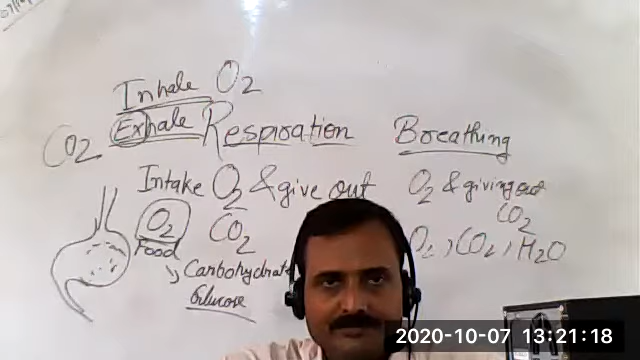 Inhale O2
CO2 Exhale Respiration Breathing
Intake O2 & give out O2 & giving out
CO2 CO2
O2 O2, CO2, H2O
Food
Carbohydrate
Glucose
2020-10-07 13:21:18